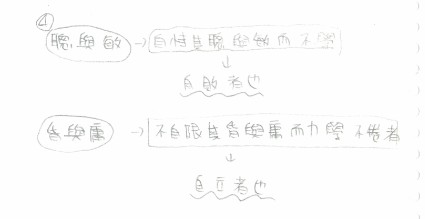 ④
聰與敏 → 自恃其聰與敏而不學
↓
自敗者也
昏與庸 → 不自限其昏與庸而力學不倦者
↓
自立者也